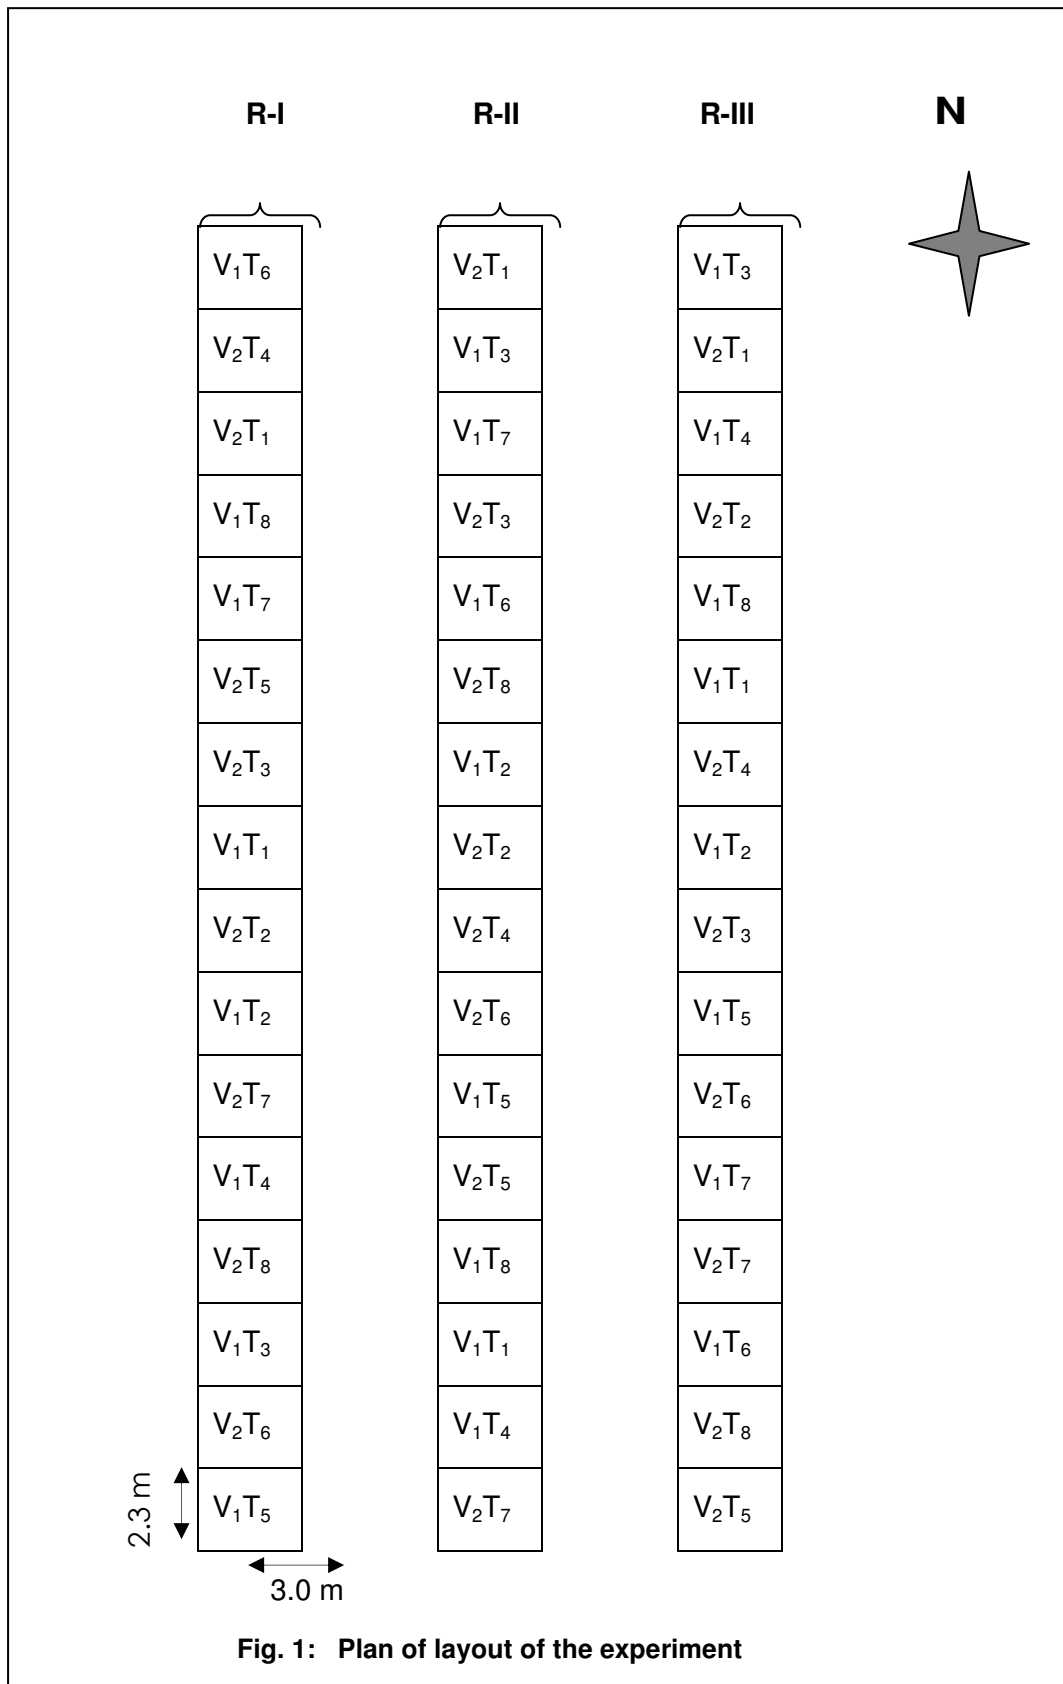 R-I R-II R-III N
V₁T₆ V₂T₁ V₁T₃
V₂T₄ V₁T₃ V₂T₁
V₂T₁ V₁T₇ V₁T₄
V₁T₈ V₂T₃ V₂T₂
V₁T₇ V₁T₆ V₁T₈
V₂T₅ V₂T₈ V₁T₁
V₂T₃ V₁T₂ V₂T₄
V₁T₁ V₂T₂ V₁T₂
V₂T₂ V₂T₄ V₂T₃
V₁T₂ V₂T₆ V₁T₅
V₂T₇ V₁T₅ V₂T₆
V₁T₄ V₂T₅ V₁T₇
V₂T₈ V₁T₈ V₂T₇
V₁T₃ V₁T₁ V₁T₆
V₂T₆ V₁T₄ V₂T₈
2.3 m V₁T₅ V₂T₇ V₂T₅
3.0 m
Fig. 1: Plan of layout of the experiment